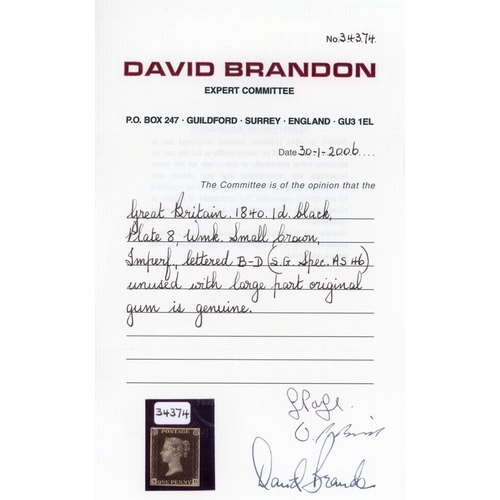 No. 34374.
DAVID BRANDON
EXPERT COMMITTEE
P.O. BOX 247 · GUILDFORD · SURREY · ENGLAND · GU3 1EL
Date 30-1-2006....
The Committee is of the opinion that the
Great Britain. 1840. 1d. black,
Plate 8, Wmk. Small Crown,
Imperf, lettered B-D (S.G. Spec. AS 46)
unused with large part original
gum is genuine.
34374
POSTAGE
ONE PENNY
David Brandon